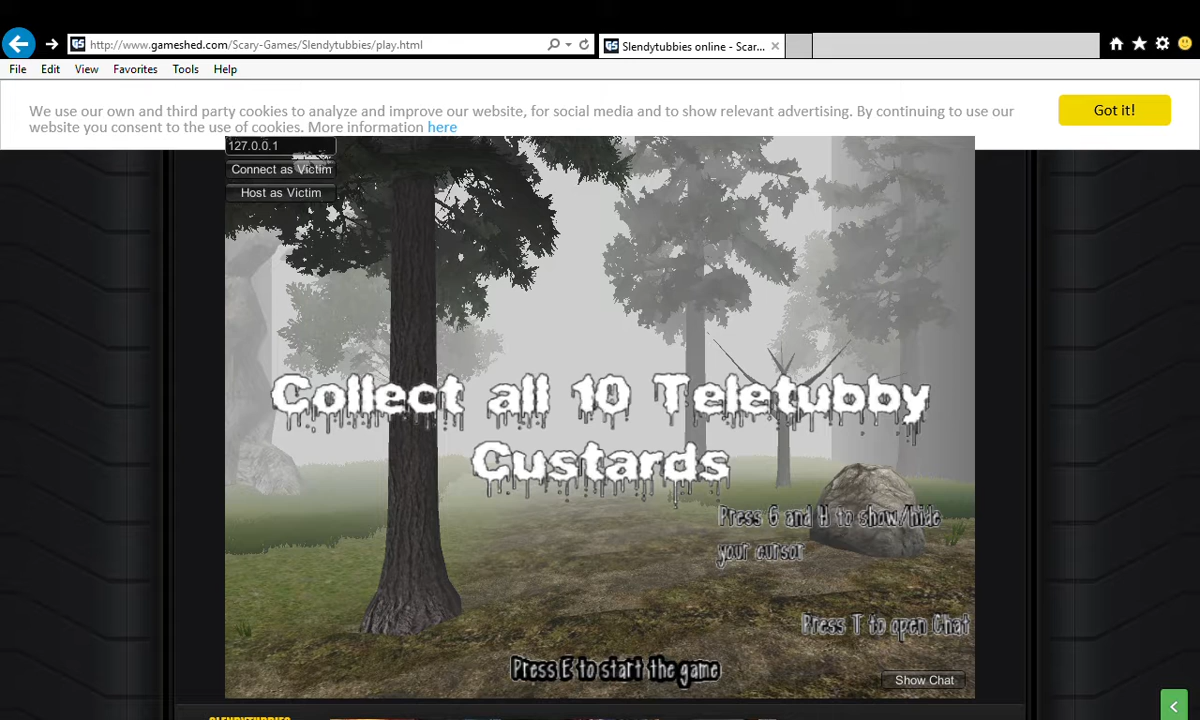 http://www.gameshed.com/Scary-Games/Slendytubbies/play.html
Slendytubbies online - Scar...
File Edit View Favorites Tools Help
We use our own and third party cookies to analyze and improve our website, for social media and to show relevant advertising. By continuing to use our
website you consent to the use of cookies. More information here
Got it!
127.0.0.1
Connect as Victim
Host as Victim
Collect all 10 Teletubby
Custards
Press G and H to show/hide
your cursor
Press T to open Chat
Press E to start the game
Show Chat
SLENDYTUBBIES